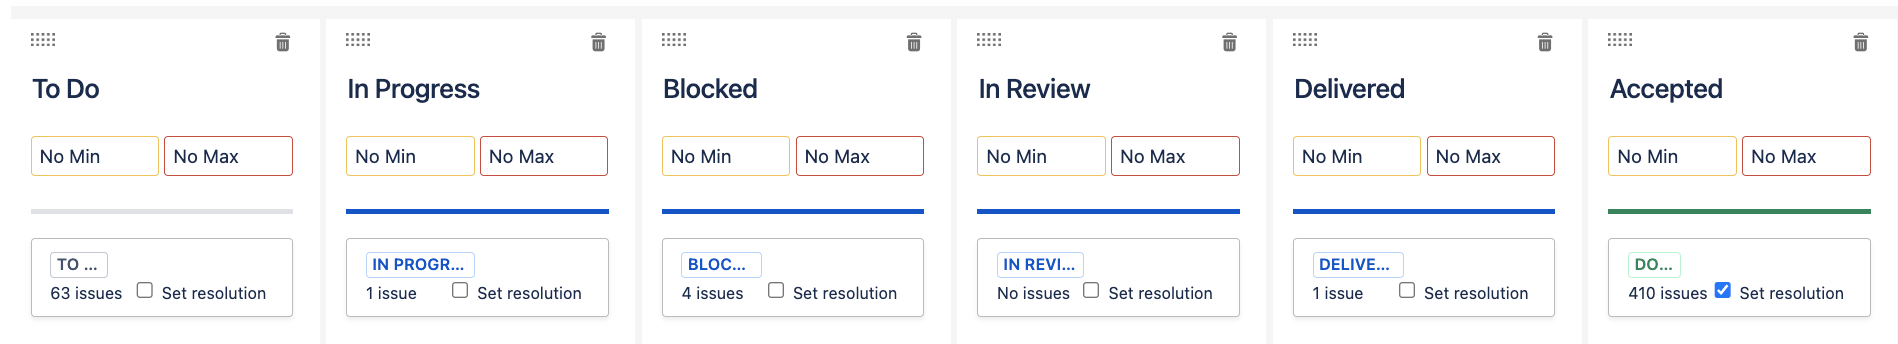 To Do
In Progress
Blocked
In Review
Delivered
Accepted
No Min
No Max
No Min
No Max
No Min
No Max
No Min
No Max
No Min
No Max
No Min
No Max
TO ...
IN PROGR...
BLOC...
IN REVI...
DELIVE...
DO...
63 issues
Set resolution
1 issue
Set resolution
4 issues
Set resolution
No issues
Set resolution
1 issue
Set resolution
410 issues
Set resolution